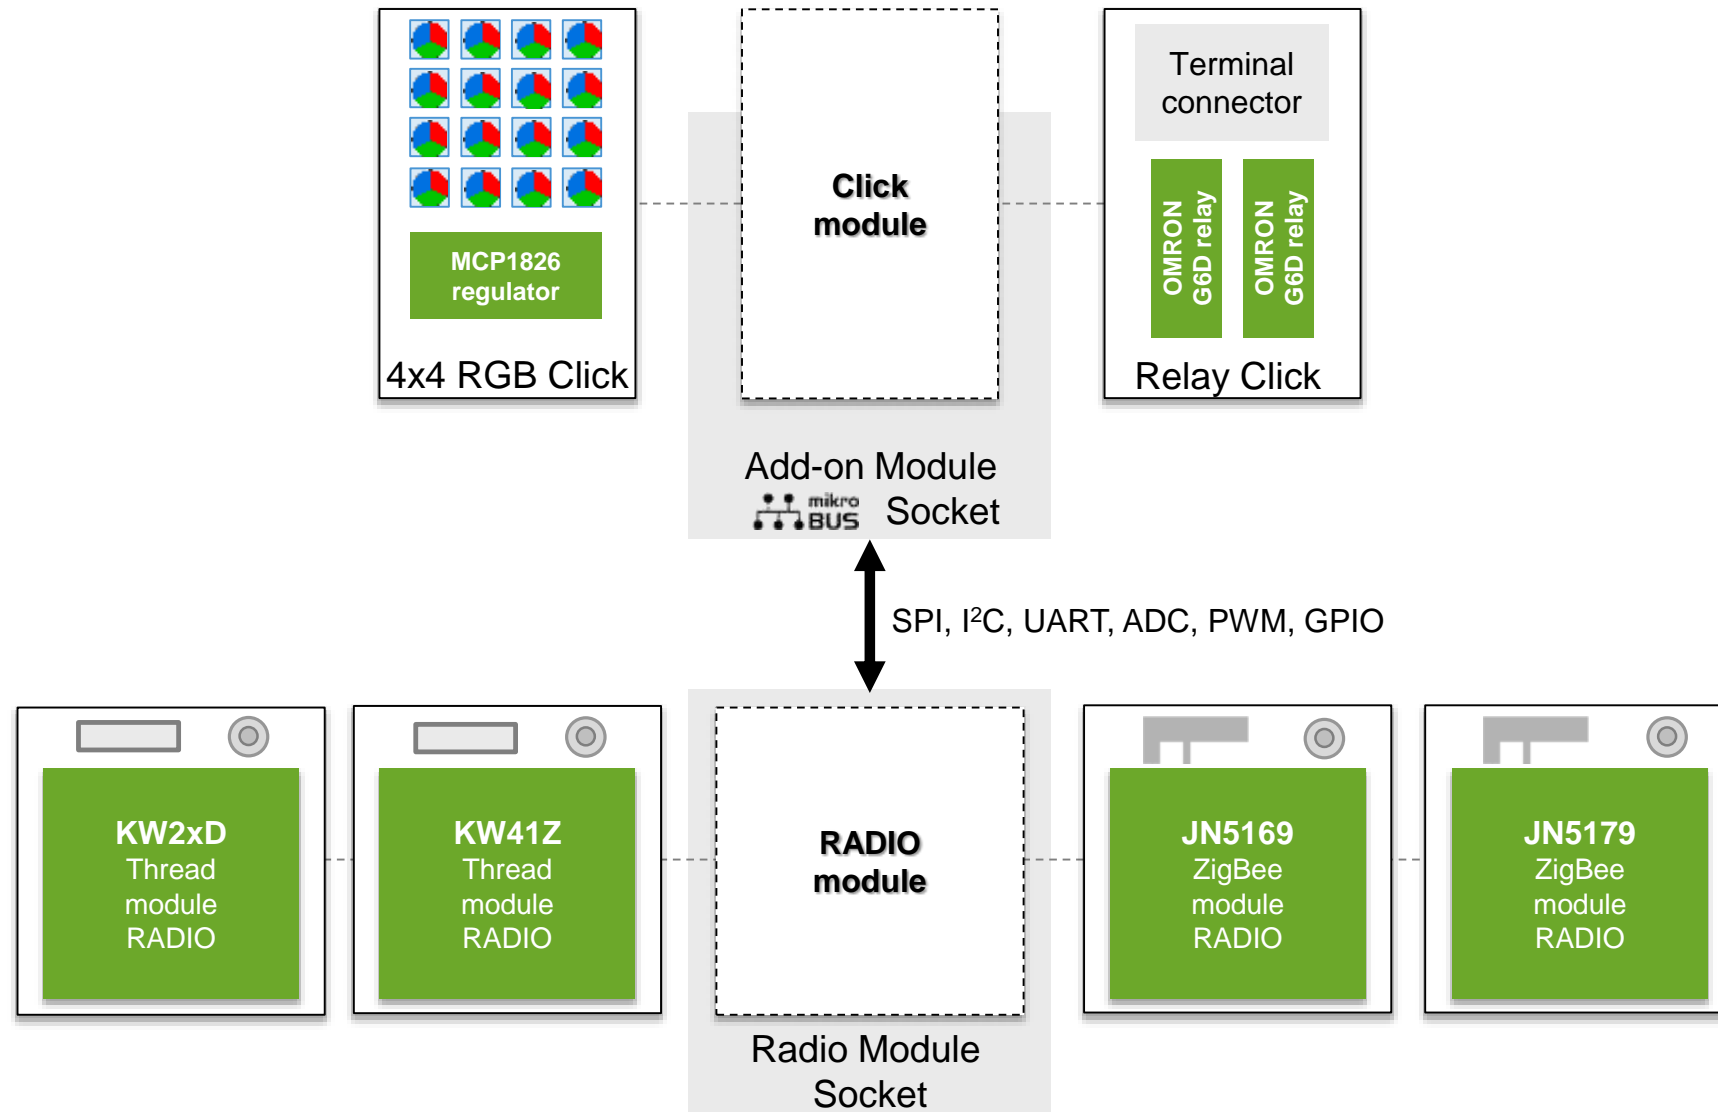 MCP1826
regulator
4x4 RGB Click
Click
module
Terminal
connector
OMRON
G6D relay
OMRON
G6D relay
Relay Click
Add-on Module
mikro
BUS
Socket
SPI, I²C, UART, ADC, PWM, GPIO
KW2xD
Thread
module
RADIO
KW41Z
Thread
module
RADIO
RADIO
module
JN5169
ZigBee
module
RADIO
JN5179
ZigBee
module
RADIO
Radio Module
Socket